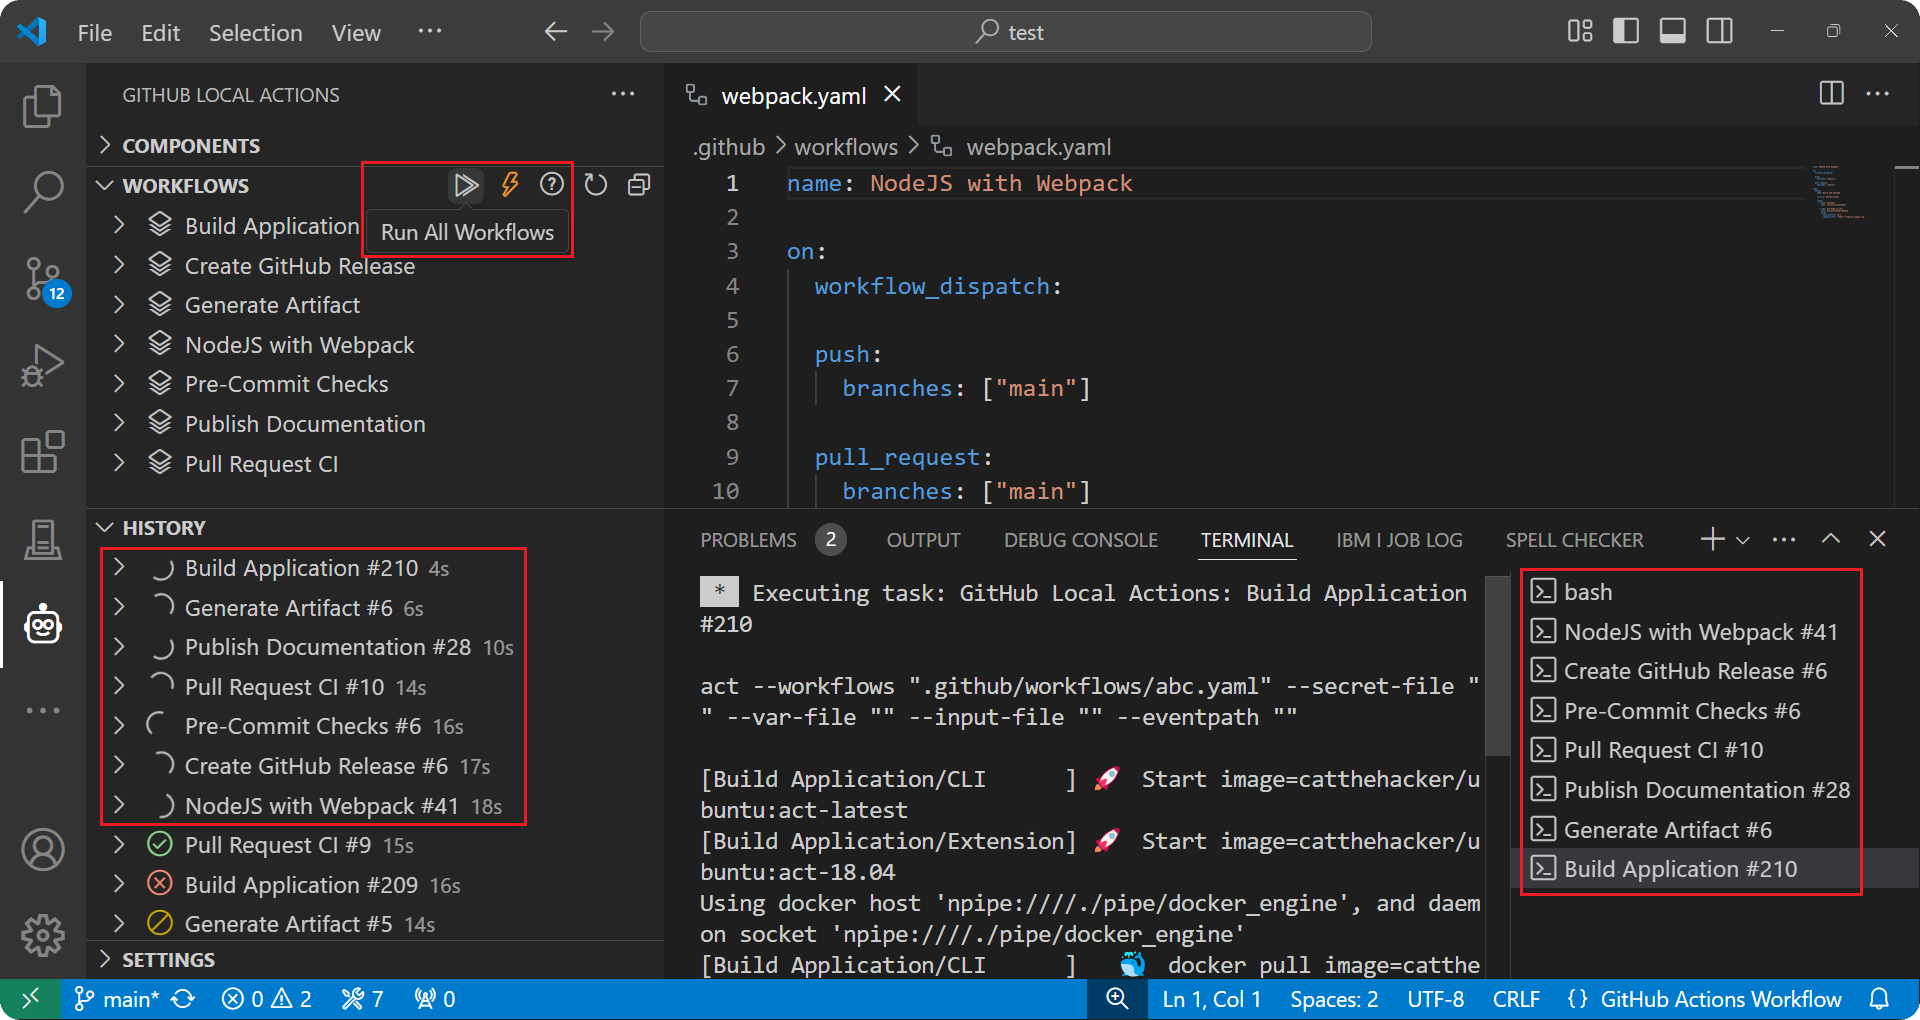 File Edit Selection View ···
test
GITHUB LOCAL ACTIONS ···
COMPONENTS
WORKFLOWS
Run All Workflows
Build Application
Create GitHub Release
Generate Artifact
NodeJS with Webpack
Pre-Commit Checks
Publish Documentation
Pull Request CI
12
HISTORY
Build Application #210 4s
Generate Artifact #6 6s
Publish Documentation #28 10s
Pull Request CI #10 14s
Pre-Commit Checks #6 16s
Create GitHub Release #6 17s
NodeJS with Webpack #41 18s
Pull Request CI #9 15s
Build Application #209 16s
Generate Artifact #5 14s
SETTINGS
webpack.yaml
.github > workflows > webpack.yaml
1 name: NodeJS with Webpack
2
3 on:
4 workflow_dispatch:
5
6 push:
7 branches: ["main"]
8
9 pull_request:
10 branches: ["main"]
PROBLEMS 2 OUTPUT DEBUG CONSOLE TERMINAL IBM I JOB LOG SPELL CHECKER
* Executing task: GitHub Local Actions: Build Application
#210
act --workflows ".github/workflows/abc.yaml" --secret-file "
" --var-file "" --input-file "" --eventpath ""
[Build Application/CLI      ] 🚀 Start image=catthehacker/u
buntu:act-latest
[Build Application/Extension] 🚀 Start image=catthehacker/u
buntu:act-18.04
Using docker host 'npipe:////./pipe/docker_engine', and daem
on socket 'npipe:////./pipe/docker_engine'
[Build Application/CLI      ] 🐳 docker pull image=catthe
bash
NodeJS with Webpack #41
Create GitHub Release #6
Pre-Commit Checks #6
Pull Request CI #10
Publish Documentation #28
Generate Artifact #6
Build Application #210
main* 0 2 7 0 Ln 1, Col 1 Spaces: 2 UTF-8 CRLF {} GitHub Actions Workflow